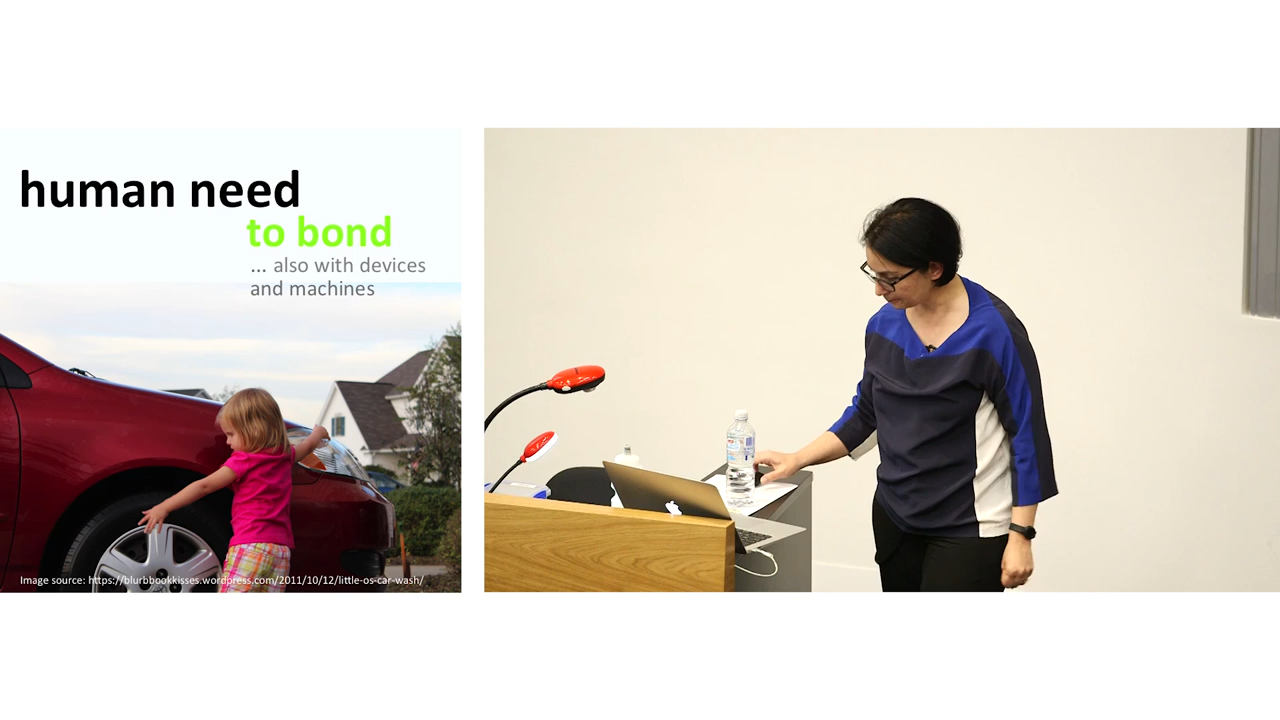 human need
to bond
... also with devices
and machines
Image source: https://blurbbookkisses.wordpress.com/2011/10/12/little-os-car-wash/